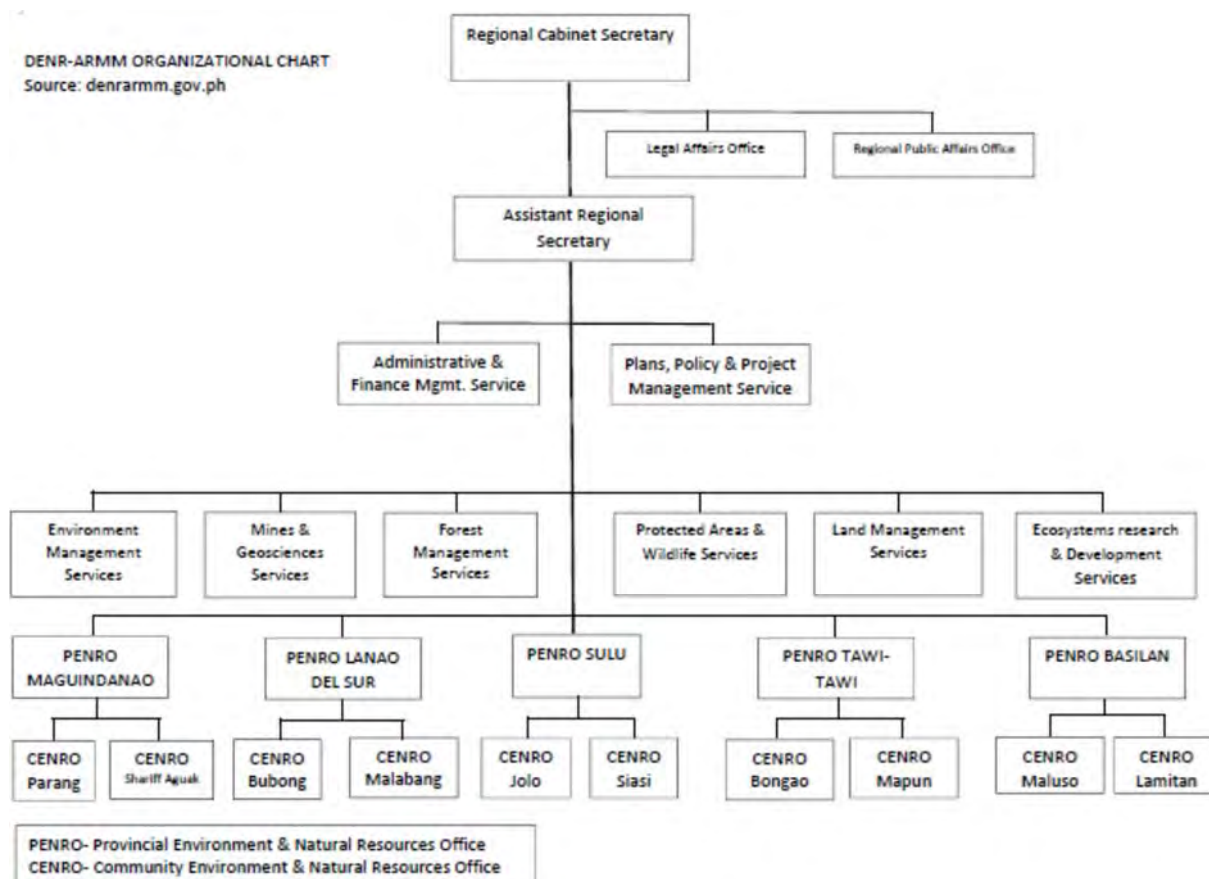 Regional Cabinet Secretary
DENR-ARMM ORGANIZATIONAL CHART
Source: denrarmm.gov.ph
Legal Affairs Office
Regional Public Affairs Office
Assistant Regional
Secretary
Administrative &
Finance Mgmt. Service
Plans, Policy & Project
Management Service
Environment
Management
Services
Mines &
Geosciences
Services
Forest
Management
Services
Protected Areas &
Wildlife Services
Land Management
Services
Ecosystems research
& Development
Services
PENRO
MAGUINDANAO
PENRO LANAO
DEL SUR
PENRO SULU
PENRO TAWI-
TAWI
PENRO BASILAN
CENRO
Parang
CENRO
Shariff Aguak
CENRO
Bubong
CENRO
Malabang
CENRO
Jolo
CENRO
Siasi
CENRO
Bongao
CENRO
Mapun
CENRO
Maluso
CENRO
Lamitan
PENRO- Provincial Environment & Natural Resources Office
CENRO- Community Environment & Natural Resources Office